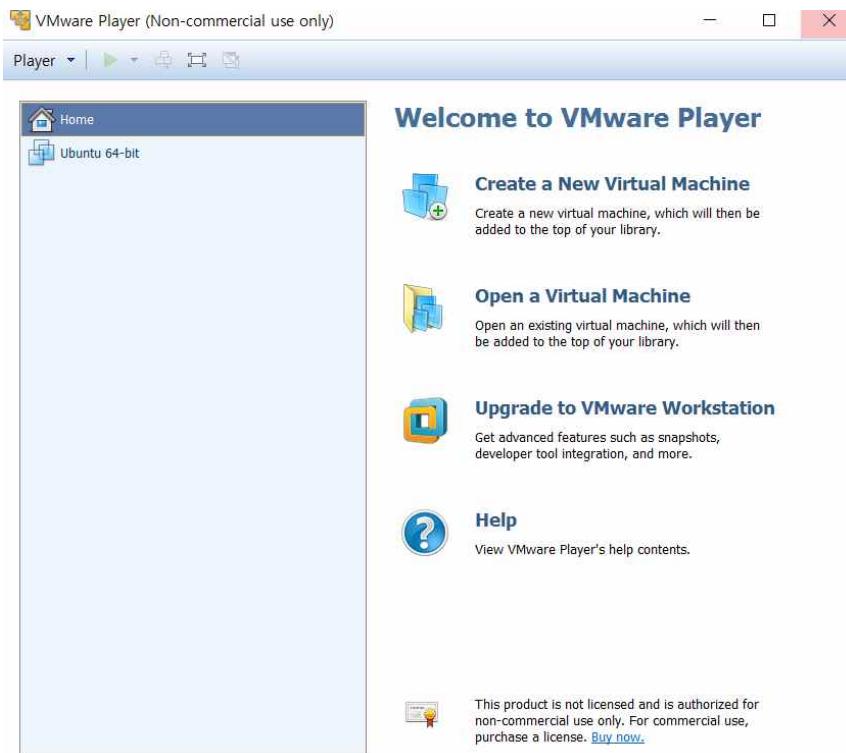 VMware Player (Non-commercial use only)
Player
Home
Ubuntu 64-bit
Welcome to VMware Player
Create a New Virtual Machine
Create a new virtual machine, which will then be
added to the top of your library.
Open a Virtual Machine
Open an existing virtual machine, which will then
be added to the top of your library.
Upgrade to VMware Workstation
Get advanced features such as snapshots,
developer tool integration, and more.
Help
View VMware Player's help contents.
This product is not licensed and is authorized for
non-commercial use only. For commercial use,
purchase a license. Buy now.